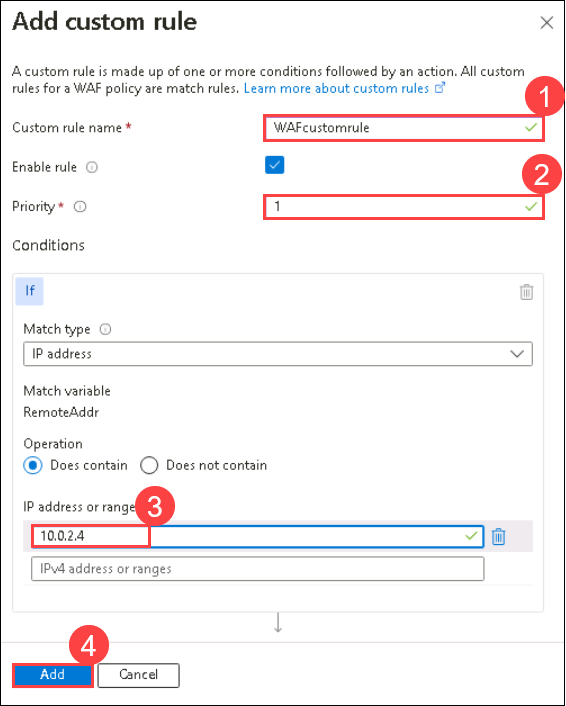 Add custom rule
A custom rule is made up of one or more conditions followed by an action. All custom
rules for a WAF policy are match rules. Learn more about custom rules
1
Custom rule name * WAFcustomrule
Enable rule
2
Priority * 1
Conditions
If
Match type
IP address
Match variable
RemoteAddr
Operation
Does contain Does not contain
IP address or range
3
10.0.2.4
IPv4 address or ranges
4
Add Cancel